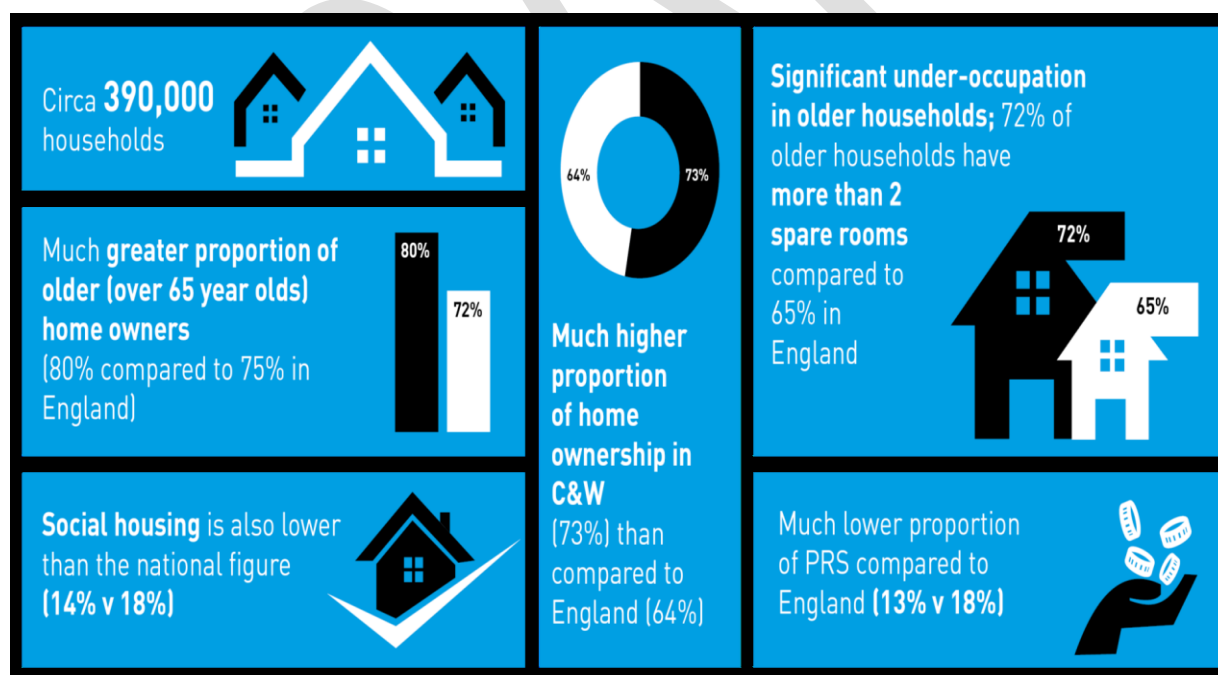 Circa 390,000
households
Much greater proportion of
older (over 65 year olds)
home owners
(80% compared to 75% in
England)
80%
72%
Social housing is also lower
than the national figure
(14% v 18%)
64%
73%
Much higher
proportion
of home
ownership in
C&W
(73%) than
compared to
England (64%)
Significant under-occupation
in older households; 72% of
older households have
more than 2
spare rooms
compared to
65% in
England
72%
65%
Much lower proportion
of PRS compared to
England (13% v 18%)